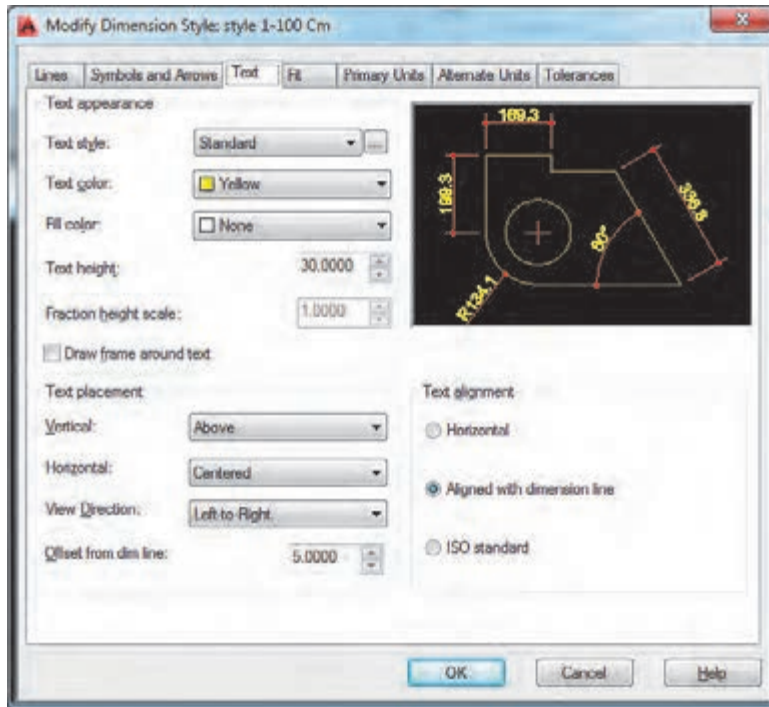 Modify Dimension Style: style 1-100 Cm
Lines Symbols and Arrows Text Fit Primary Units Alternate Units Tolerances
Text appearance
Text style: Standard ...
Text color: Yellow
Fill color: None
Text height: 30.0000
Fraction height scale: 1.0000
Draw frame around text
169.3
199.3
336.8
80°
R134.1
Text placement
Vertical: Above
Horizontal: Centered
View Direction: Left-to-Right
Offset from dim line: 5.0000
Text alignment
Horizontal
Aligned with dimension line
ISO standard
OK Cancel Help